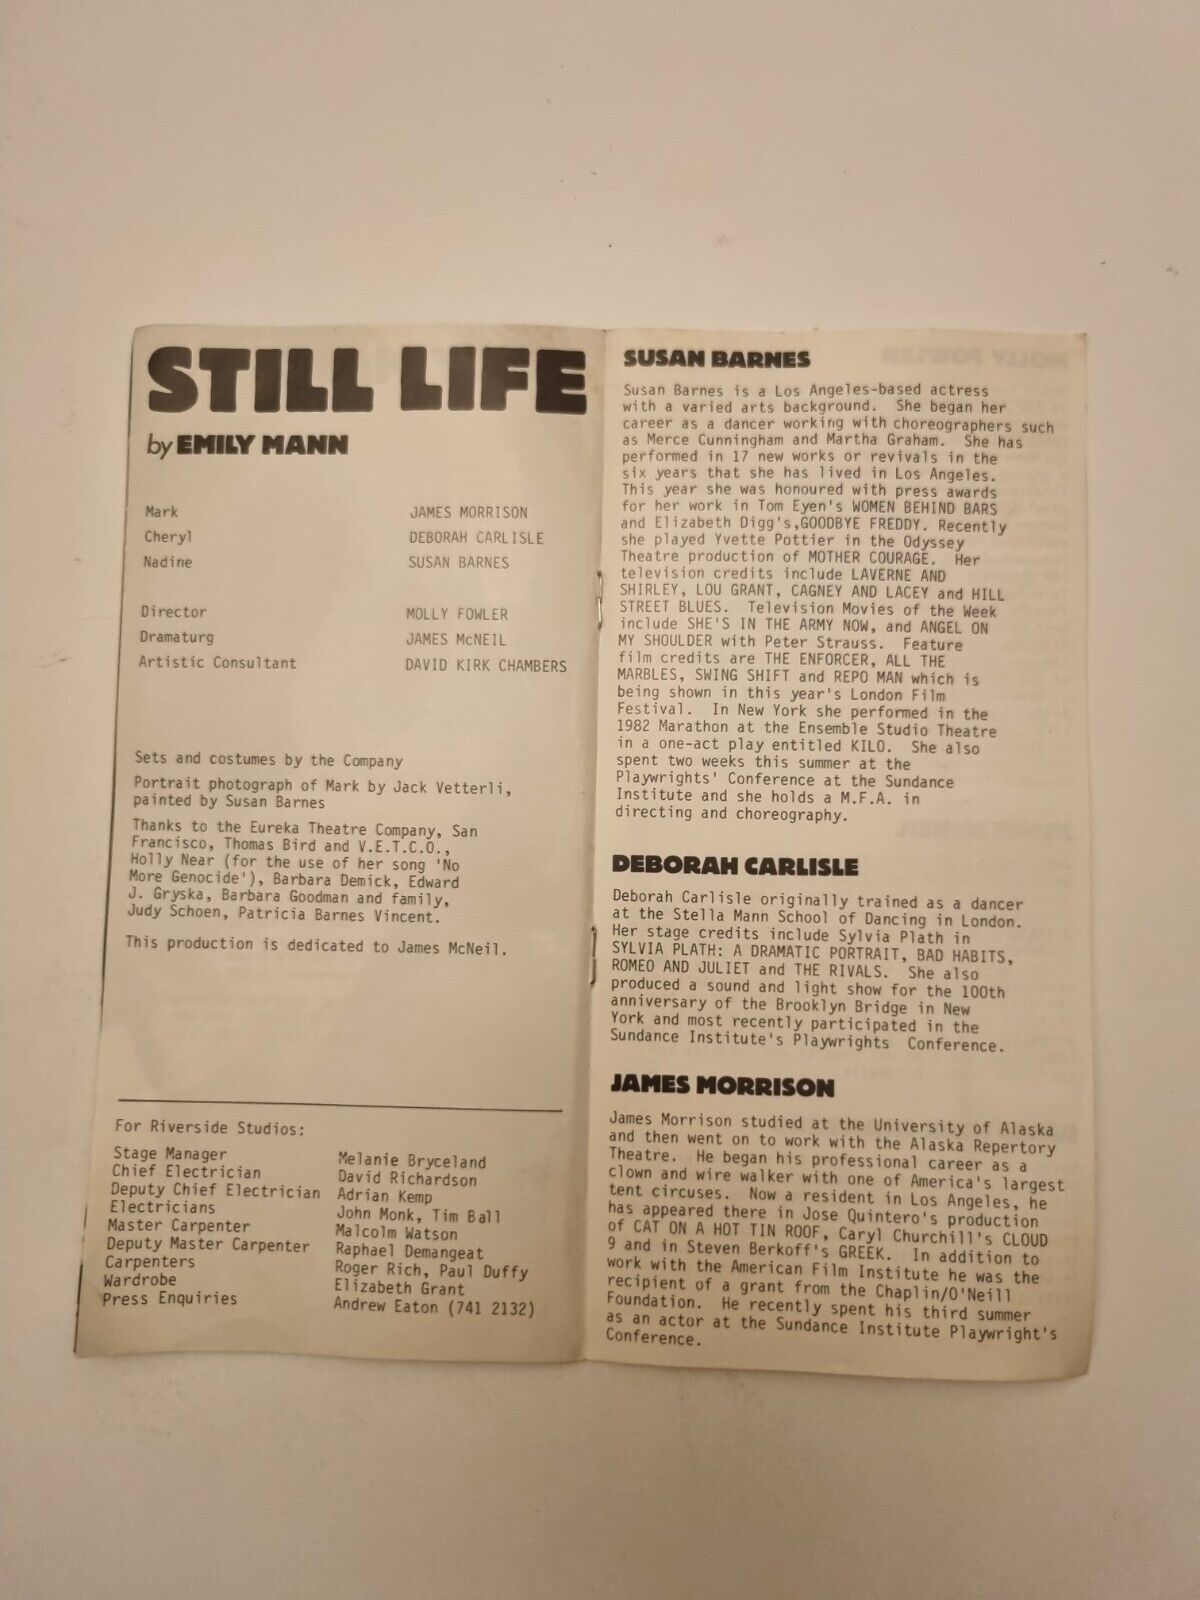 STILL LIFE
by EMILY MANN
Mark JAMES MORRISON
Cheryl DEBORAH CARLISLE
Nadine SUSAN BARNES
Director MOLLY FOWLER
Dramaturg JAMES McNEIL
Artistic Consultant DAVID KIRK CHAMBERS
Sets and costumes by the Company
Portrait photograph of Mark by Jack Vetterli,
painted by Susan Barnes
Thanks to the Eureka Theatre Company, San
Francisco, Thomas Bird and V.E.T.C.O.,
Holly Near (for the use of her song 'No
More Genocide'), Barbara Demick, Edward
J. Gryska, Barbara Goodman and family,
Judy Schoen, Patricia Barnes Vincent.
This production is dedicated to James McNeil.
For Riverside Studios:
Stage Manager Melanie Bryceland
Chief Electrician David Richardson
Deputy Chief Electrician Adrian Kemp
Electricians John Monk, Tim Ball
Master Carpenter Malcolm Watson
Deputy Master Carpenter Raphael Demangeat
Carpenters Roger Rich, Paul Duffy
Wardrobe Elizabeth Grant
Press Enquiries Andrew Eaton (741 2132)
SUSAN BARNES
Susan Barnes is a Los Angeles-based actress
with a varied arts background. She began her
career as a dancer working with choreographers such
as Merce Cunningham and Martha Graham. She has
performed in 17 new works or revivals in the
six years that she has lived in Los Angeles.
This year she was honoured with press awards
for her work in Tom Eyen's WOMEN BEHIND BARS
and Elizabeth Digg's,GOODBYE FREDDY. Recently
she played Yvette Pottier in the Odyssey
Theatre production of MOTHER COURAGE. Her
television credits include LAVERNE AND
SHIRLEY, LOU GRANT, CAGNEY AND LACEY and HILL
STREET BLUES. Television Movies of the Week
include SHE'S IN THE ARMY NOW, and ANGEL ON
MY SHOULDER with Peter Strauss. Feature
film credits are THE ENFORCER, ALL THE
MARBLES, SWING SHIFT and REPO MAN which is
being shown in this year's London Film
Festival. In New York she performed in the
1982 Marathon at the Ensemble Studio Theatre
in a one-act play entitled KILO. She also
spent two weeks this summer at the
Playwrights' Conference at the Sundance
Institute and she holds a M.F.A. in
directing and choreography.
DEBORAH CARLISLE
Deborah Carlisle originally trained as a dancer
at the Stella Mann School of Dancing in London.
Her stage credits include Sylvia Plath in
SYLVIA PLATH: A DRAMATIC PORTRAIT, BAD HABITS,
ROMEO AND JULIET and THE RIVALS. She also
produced a sound and light show for the 100th
anniversary of the Brooklyn Bridge in New
York and most recently participated in the
Sundance Institute's Playwrights Conference.
JAMES MORRISON
James Morrison studied at the University of Alaska
and then went on to work with the Alaska Repertory
Theatre. He began his professional career as a
clown and wire walker with one of America's largest
tent circuses. Now a resident in Los Angeles, he
has appeared there in Jose Quintero's production
of CAT ON A HOT TIN ROOF, Caryl Churchill's CLOUD
9 and in Steven Berkoff's GREEK. In addition to
work with the American Film Institute he was the
recipient of a grant from the Chaplin/O'Neill
Foundation. He recently spent his third summer
as an actor at the Sundance Institute Playwright's
Conference.